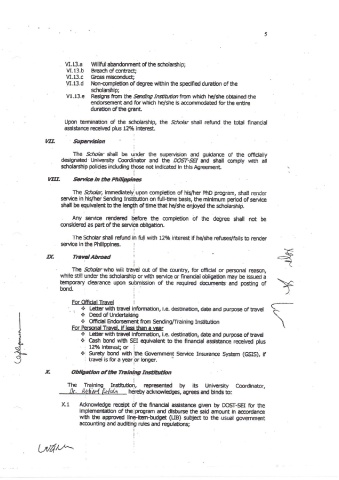 5
VI.13.a Willful abandonment of the scholarship;
VI.13.b Breach of contract;
VI.13.c Gross misconduct;
VI.13.d Non-completion of degree within the specified duration of the
scholarship;
VI.13.e Resigns from the Sending Institution from which he/she obtained the
endorsement and for which he/she is accommodated for the entire
duration of the grant.
Upon termination of the scholarship, the Scholar shall refund the total financial
assistance received plus 12% interest.
VII. Supervision
The Scholar shall be under the supervision and guidance of the officially
designated University Coordinator and the DOST-SEI and shall comply with all
scholarship policies including those not indicated in this Agreement.
VIII. Service in the Philippines
The Scholar, immediately upon completion of his/her PhD program, shall render
service in his/her Sending Institution on full-time basis, the minimum period of service
shall be equivalent to the length of time that he/she enjoyed the scholarship.
Any service rendered before the completion of the degree shall not be
considered as part of the service obligation.
The Scholar shall refund in full with 12% interest if he/she refuses/fails to render
service in the Philippines.
IX. Travel Abroad
The Scholar who will travel out of the country, for official or personal reason,
while still under the scholarship or with service or financial obligation may be issued a
temporary clearance upon submission of the required documents and posting of
bond.
For Official Travel
❖ Letter with travel information, i.e. destination, date and purpose of travel
❖ Deed of Undertaking
❖ Official Endorsement from Sending/Training Institution
For Personal Travel, if less than a year
❖ Letter with travel information, i.e. destination, date and purpose of travel
❖ Cash bond with SEI equivalent to the financial assistance received plus
12% interest; or
❖ Surety bond with the Government Service Insurance System (GSIS), if
travel is for a year or longer.
X. Obligation of the Training Institution
The Training Institution, represented by its University Coordinator,
Dr. Robert hereby acknowledges, agrees and binds to:
X.1 Acknowledge receipt of the financial assistance given by DOST-SEI for the
implementation of the program and disburse the said amount in accordance
with the approved line-item-budget (LIB) subject to the usual government
accounting and auditing rules and regulations;